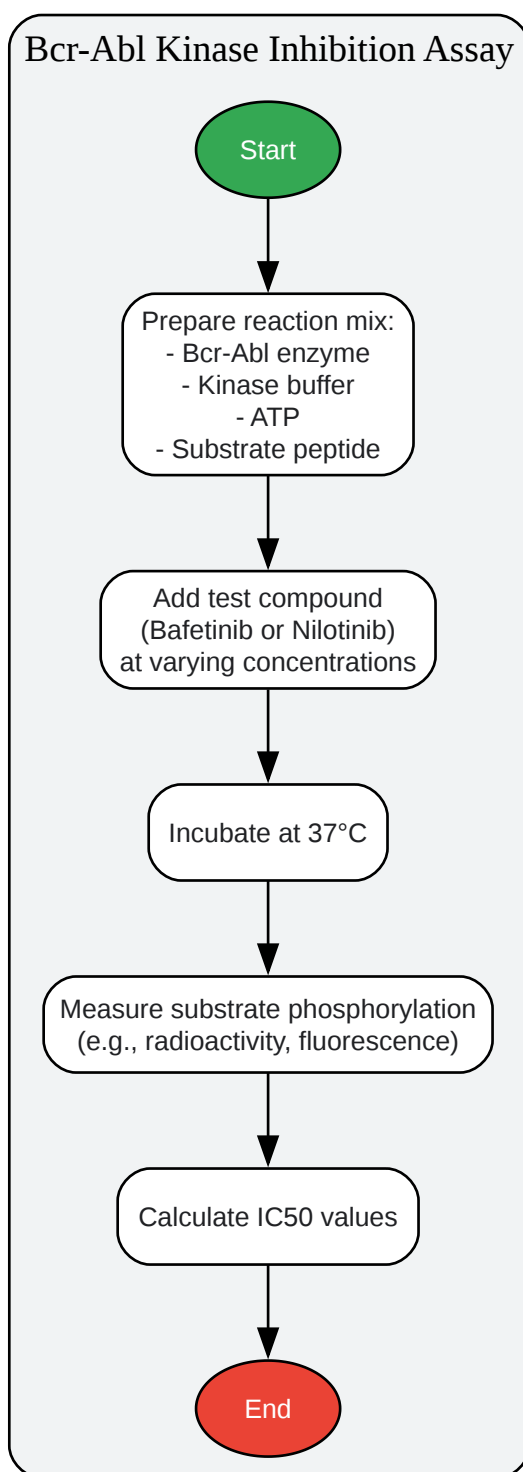 Bcr-Abl Kinase Inhibition Assay
Start
Prepare reaction mix:
- Bcr-Abl enzyme
- Kinase buffer
- ATP
- Substrate peptide
Add test compound
(Bafetinib or Nilotinib)
at varying concentrations
Incubate at 37°C
Measure substrate phosphorylation
(e.g., radioactivity, fluorescence)
Calculate IC50 values
End